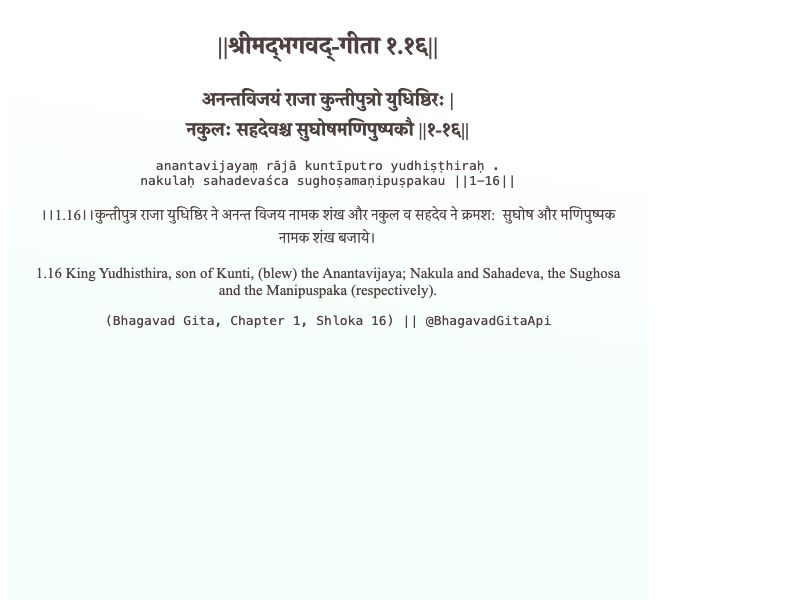 ||श्रीमद्‍भगवद्‍-गीता १.१६||
अनन्तविजयं राजा कुन्तीपुत्रो युधिष्ठिरः |
नकुलः सहदेवश्च सुघोषमणिपुष्पकौ ||१-१६||
anantavijayaṃ rājā kuntīputro yudhiṣṭhiraḥ .
nakulaḥ sahadevaśca sughoṣamaṇipuṣpakau ||1-16||
।।1.16।।कुन्तीपुत्र राजा युधिष्ठिर ने अनन्त विजय नामक शंख और नकुल व सहदेव ने क्रमश: सुघोष और मणिपुष्पक
नामक शंख बजाये।
1.16 King Yudhisthira, son of Kunti, (blew) the Anantavijaya; Nakula and Sahadeva, the Sughosa
and the Manipuspaka (respectively).
(Bhagavad Gita, Chapter 1, Shloka 16) || @BhagavadGitaApi